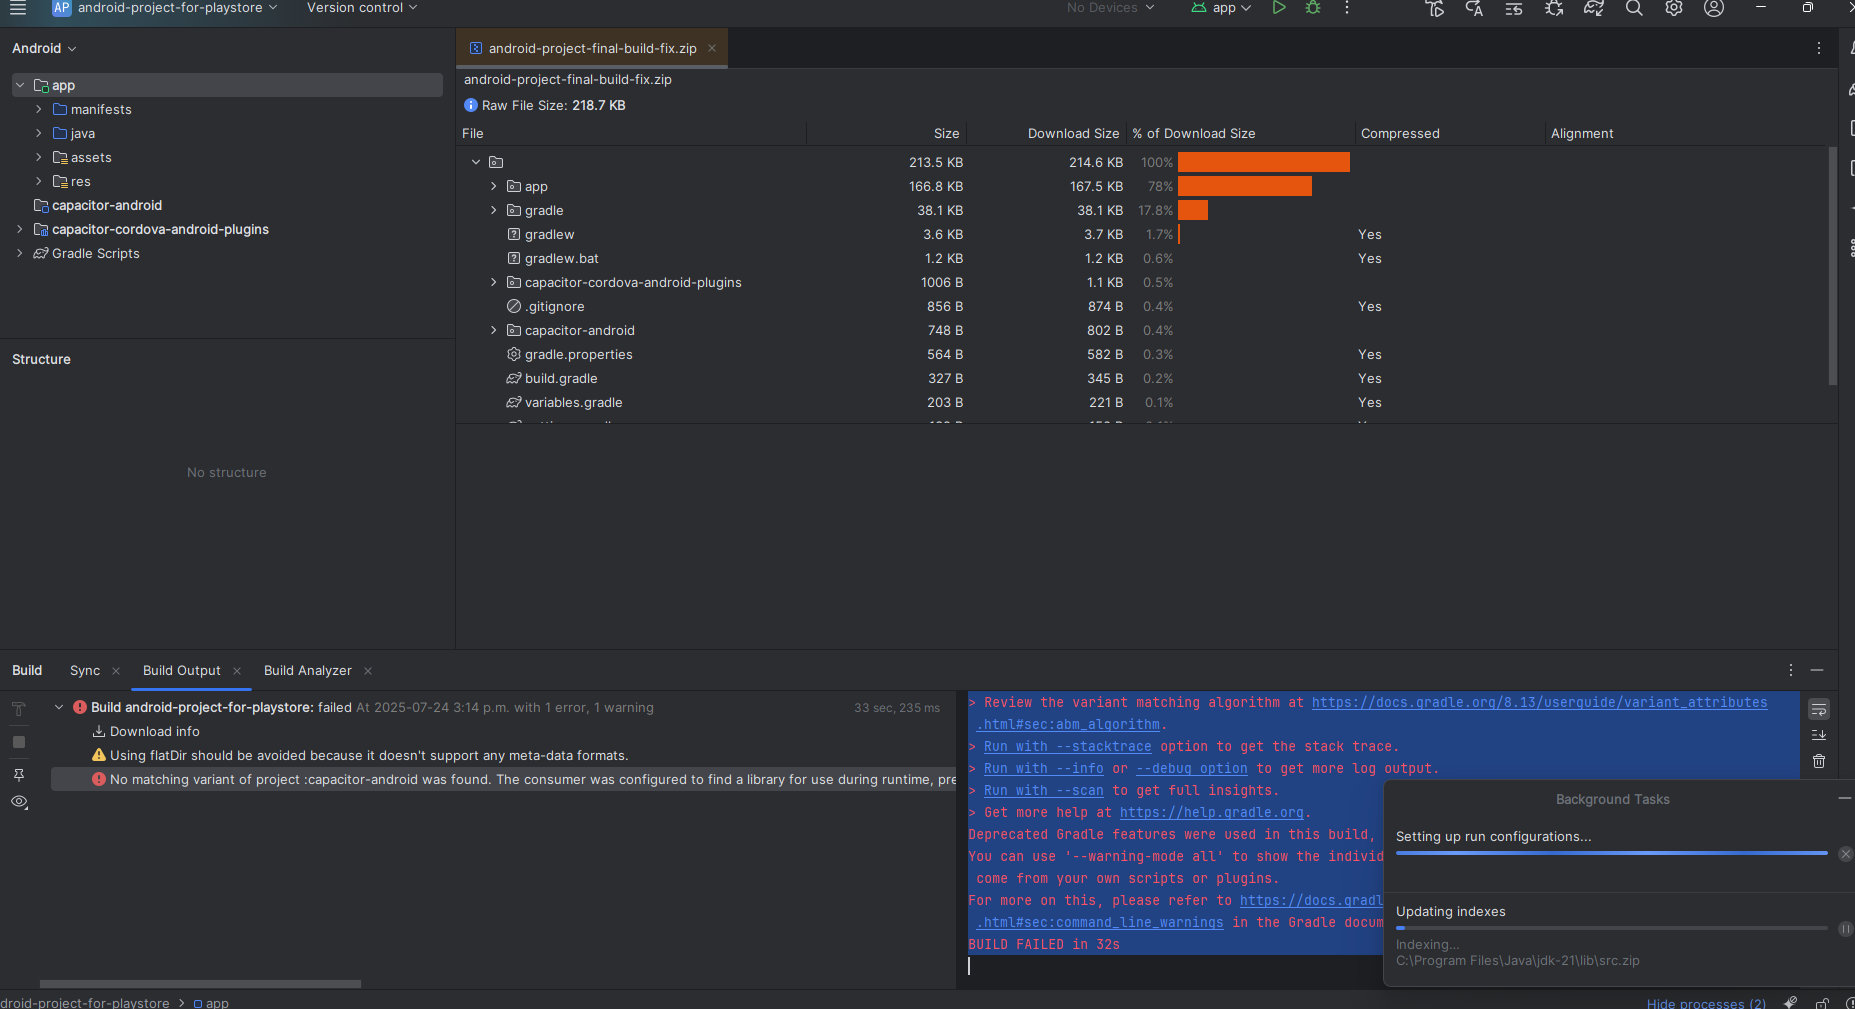 AP android-project-for-playstore
Version control
No Devices
app
Android
app
manifests
java
assets
res
capacitor-android
capacitor-cordova-android-plugins
Gradle Scripts
Structure
No structure
android-project-final-build-fix.zip
android-project-final-build-fix.zip
Raw File Size: 218.7 KB
File Size Download Size % of Download Size Compressed Alignment
213.5 KB 214.6 KB 100%
app 166.8 KB 167.5 KB 78%
gradle 38.1 KB 38.1 KB 17.8%
gradlew 3.6 KB 3.7 KB 1.7% Yes
gradlew.bat 1.2 KB 1.2 KB 0.6% Yes
capacitor-cordova-android-plugins 1006 B 1.1 KB 0.5%
.gitignore 856 B 874 B 0.4% Yes
capacitor-android 748 B 802 B 0.4%
gradle.properties 564 B 582 B 0.3% Yes
build.gradle 327 B 345 B 0.2% Yes
variables.gradle 203 B 221 B 0.1% Yes
Build Sync Build Output Build Analyzer
Build android-project-for-playstore: failed At 2025-07-24 3:14 p.m. with 1 error, 1 warning 33 sec, 235 ms
Download info
Using flatDir should be avoided because it doesn't support any meta-data formats.
No matching variant of project :capacitor-android was found. The consumer was configured to find a library for use during runtime, pre
> Review the variant matching algorithm at https://docs.gradle.org/8.13/userguide/variant_attributes
.html#sec:abm_algorithm.
> Run with --stacktrace option to get the stack trace.
> Run with --info or --debug option to get more log output.
> Run with --scan to get full insights.
> Get more help at https://help.gradle.org.
Deprecated Gradle features were used in this build,
You can use '--warning-mode all' to show the individ
come from your own scripts or plugins.
For more on this, please refer to https://docs.gradl
.html#sec:command_line_warnings in the Gradle docum
BUILD FAILED in 32s
Background Tasks
Setting up run configurations...
Updating indexes
Indexing...
C:\Program Files\Java\jdk-21\lib\src.zip
droid-project-for-playstore > app
Hide processes (2)